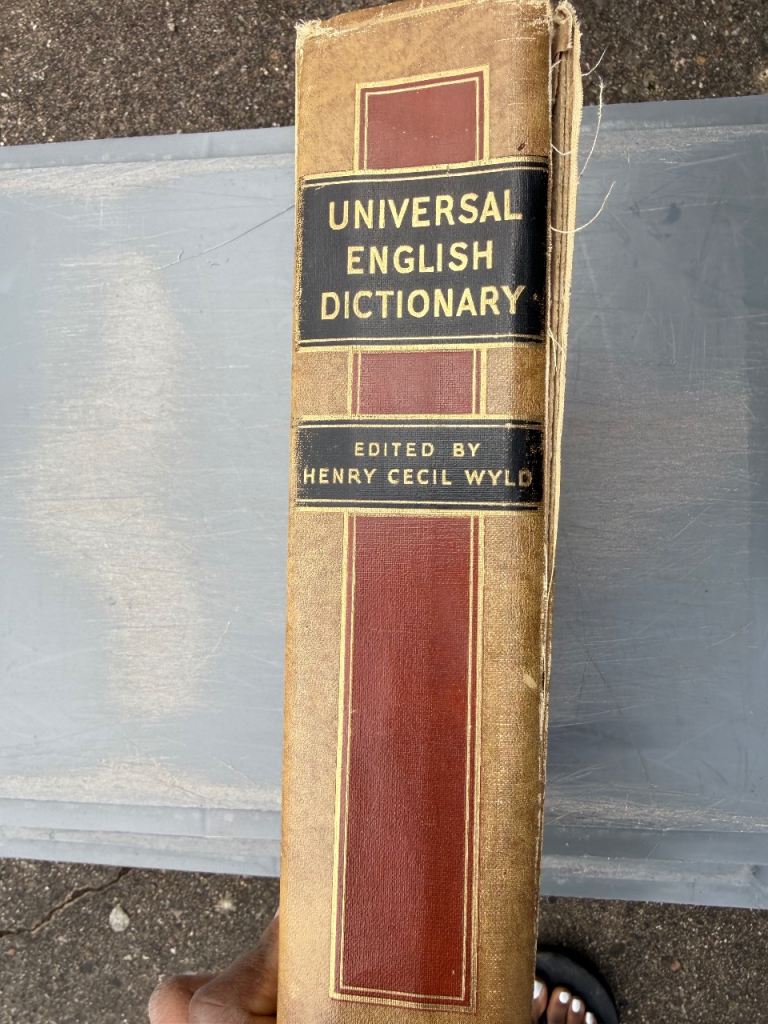 UNIVERSAL
ENGLISH
DICTIONARY
EDITED BY
HENRY CECIL WYLD